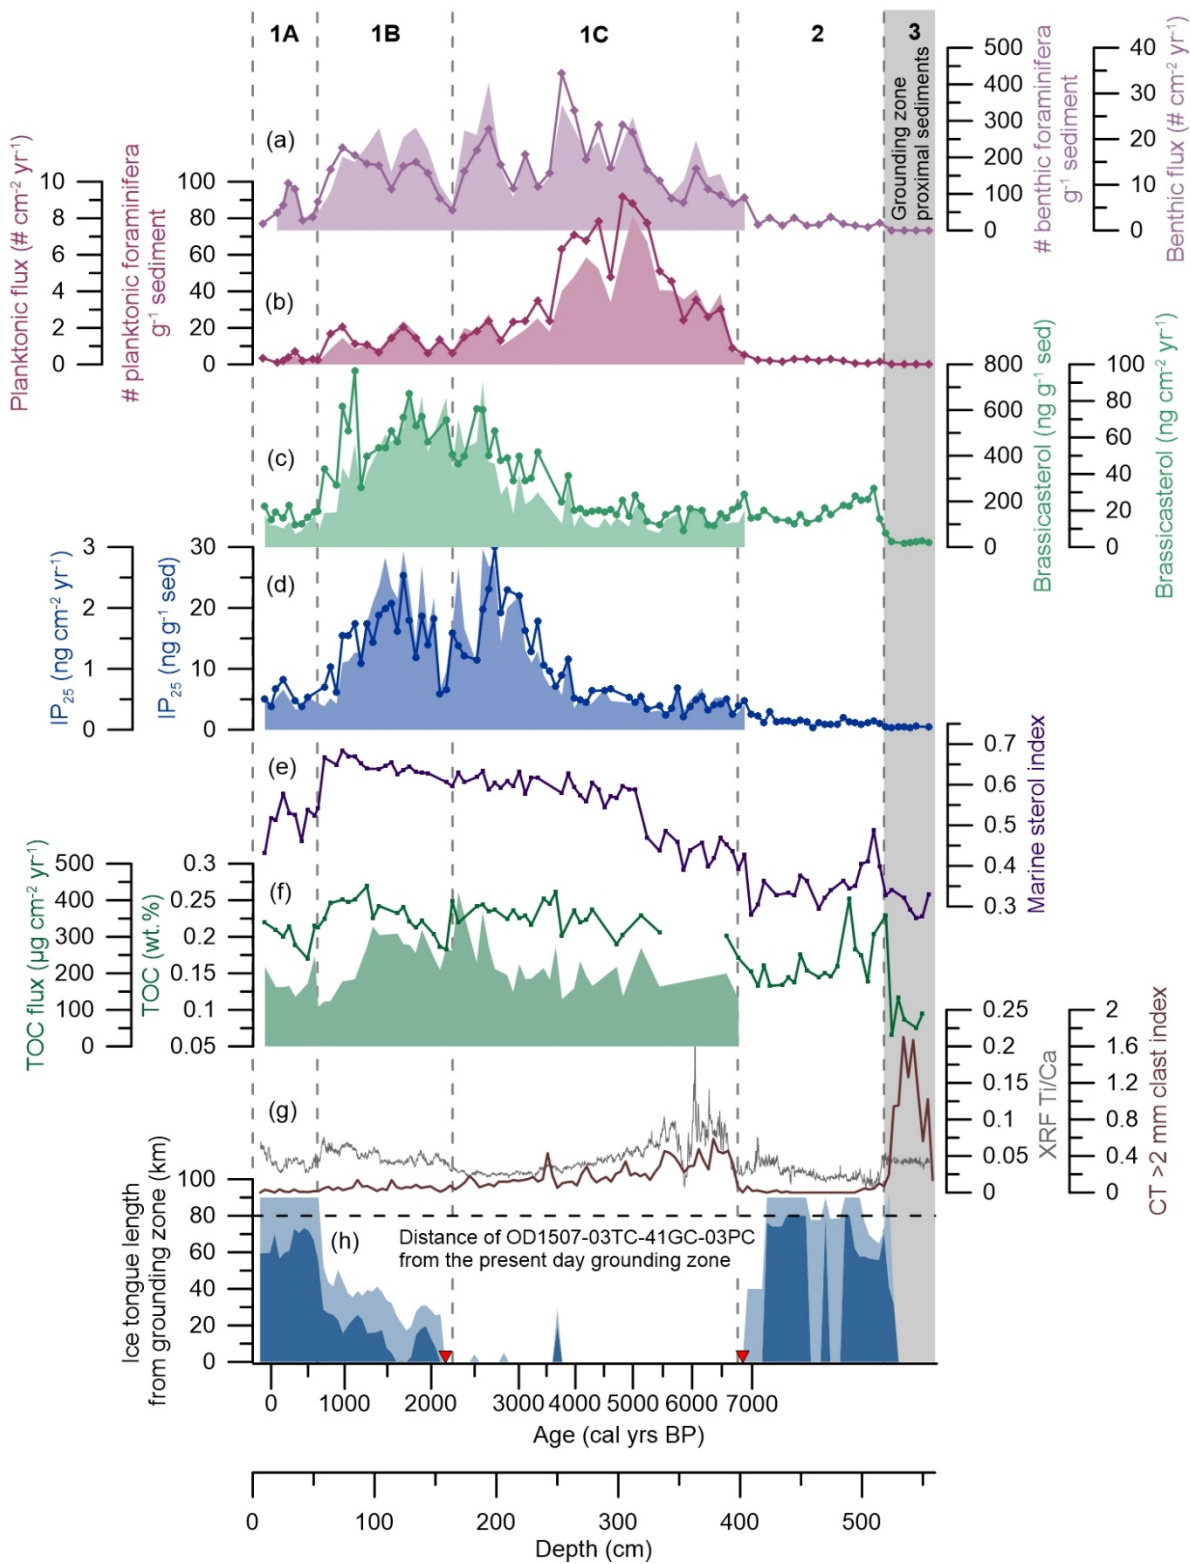 1A 1B 1C 2 3
Grounding zone
proximal sediments
(a)
500
400
300
200
100
0
# benthic foraminifera
g⁻¹ sediment
40
30
20
10
0
Benthic flux (# cm⁻² yr⁻¹)
Planktonic flux (# cm⁻² yr⁻¹)
10
8
6
4
2
0
# planktonic foraminifera
g⁻¹ sediment
100
80
60
40
20
0
(b)
(c)
800
600
400
200
0
Brassicasterol (ng g⁻¹ sed)
100
80
60
40
20
0
Brassicasterol (ng cm⁻² yr⁻¹)
IP₂₅ (ng cm⁻² yr⁻¹)
3
2
1
0
IP₂₅ (ng g⁻¹ sed)
30
20
10
0
(d)
(e)
0.7
0.6
0.5
0.4
0.3
Marine sterol index
TOC flux (µg cm⁻² yr⁻¹)
500
400
300
200
100
0
TOC (wt.%)
0.3
0.25
0.2
0.15
0.1
0.05
(f)
(g)
0.25
0.2
0.15
0.1
0.05
0
XRF Ti/Ca
2
1.6
1.2
0.8
0.4
0
CT >2 mm clast index
Ice tongue length
from grounding zone (km)
100
80
60
40
20
0
(h)
Distance of OD1507-03TC-41GC-03PC
from the present day grounding zone
0 1000 2000 3000 4000 5000 6000 7000
Age (cal yrs BP)
0 100 200 300 400 500
Depth (cm)